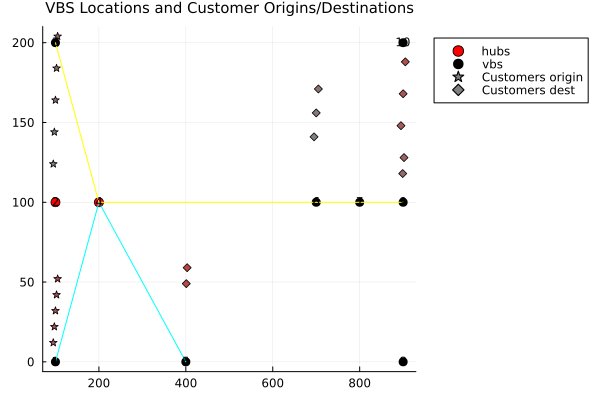 VBS Locations and Customer Origins/Destinations
200
150
100
50
0
200
400
600
800
hubs
vbs
Customers origin
Customers dest